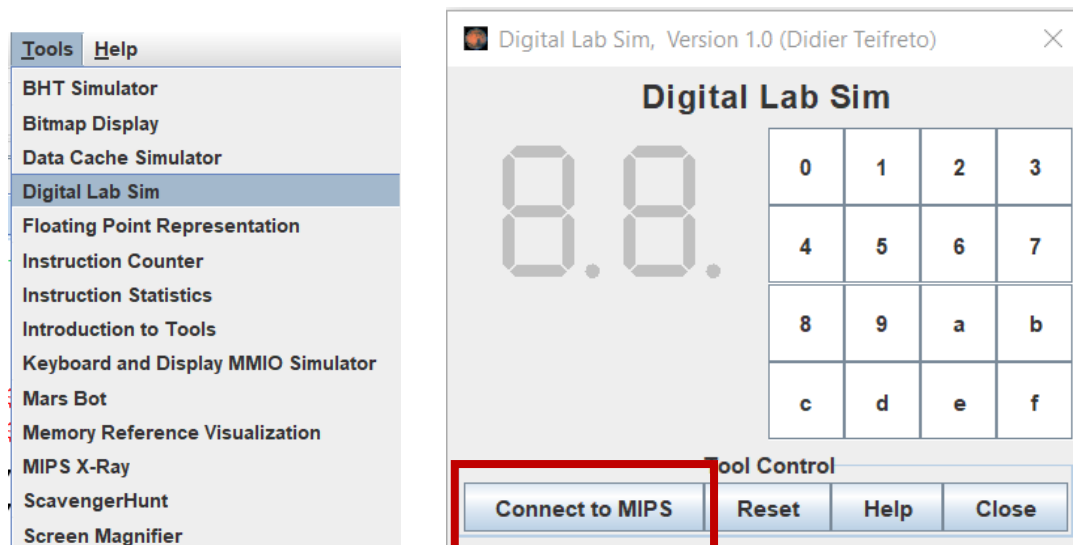 Tools Help
BHT Simulator
Bitmap Display
Data Cache Simulator
Digital Lab Sim
Floating Point Representation
Instruction Counter
Instruction Statistics
Introduction to Tools
Keyboard and Display MMIO Simulator
Mars Bot
Memory Reference Visualization
MIPS X-Ray
ScavengerHunt
Screen Magnifier
Digital Lab Sim, Version 1.0 (Didier Teifreto)
Digital Lab Sim
8.8.
0 1 2 3
4 5 6 7
8 9 a b
c d e f
Tool Control
Connect to MIPS Reset Help Close